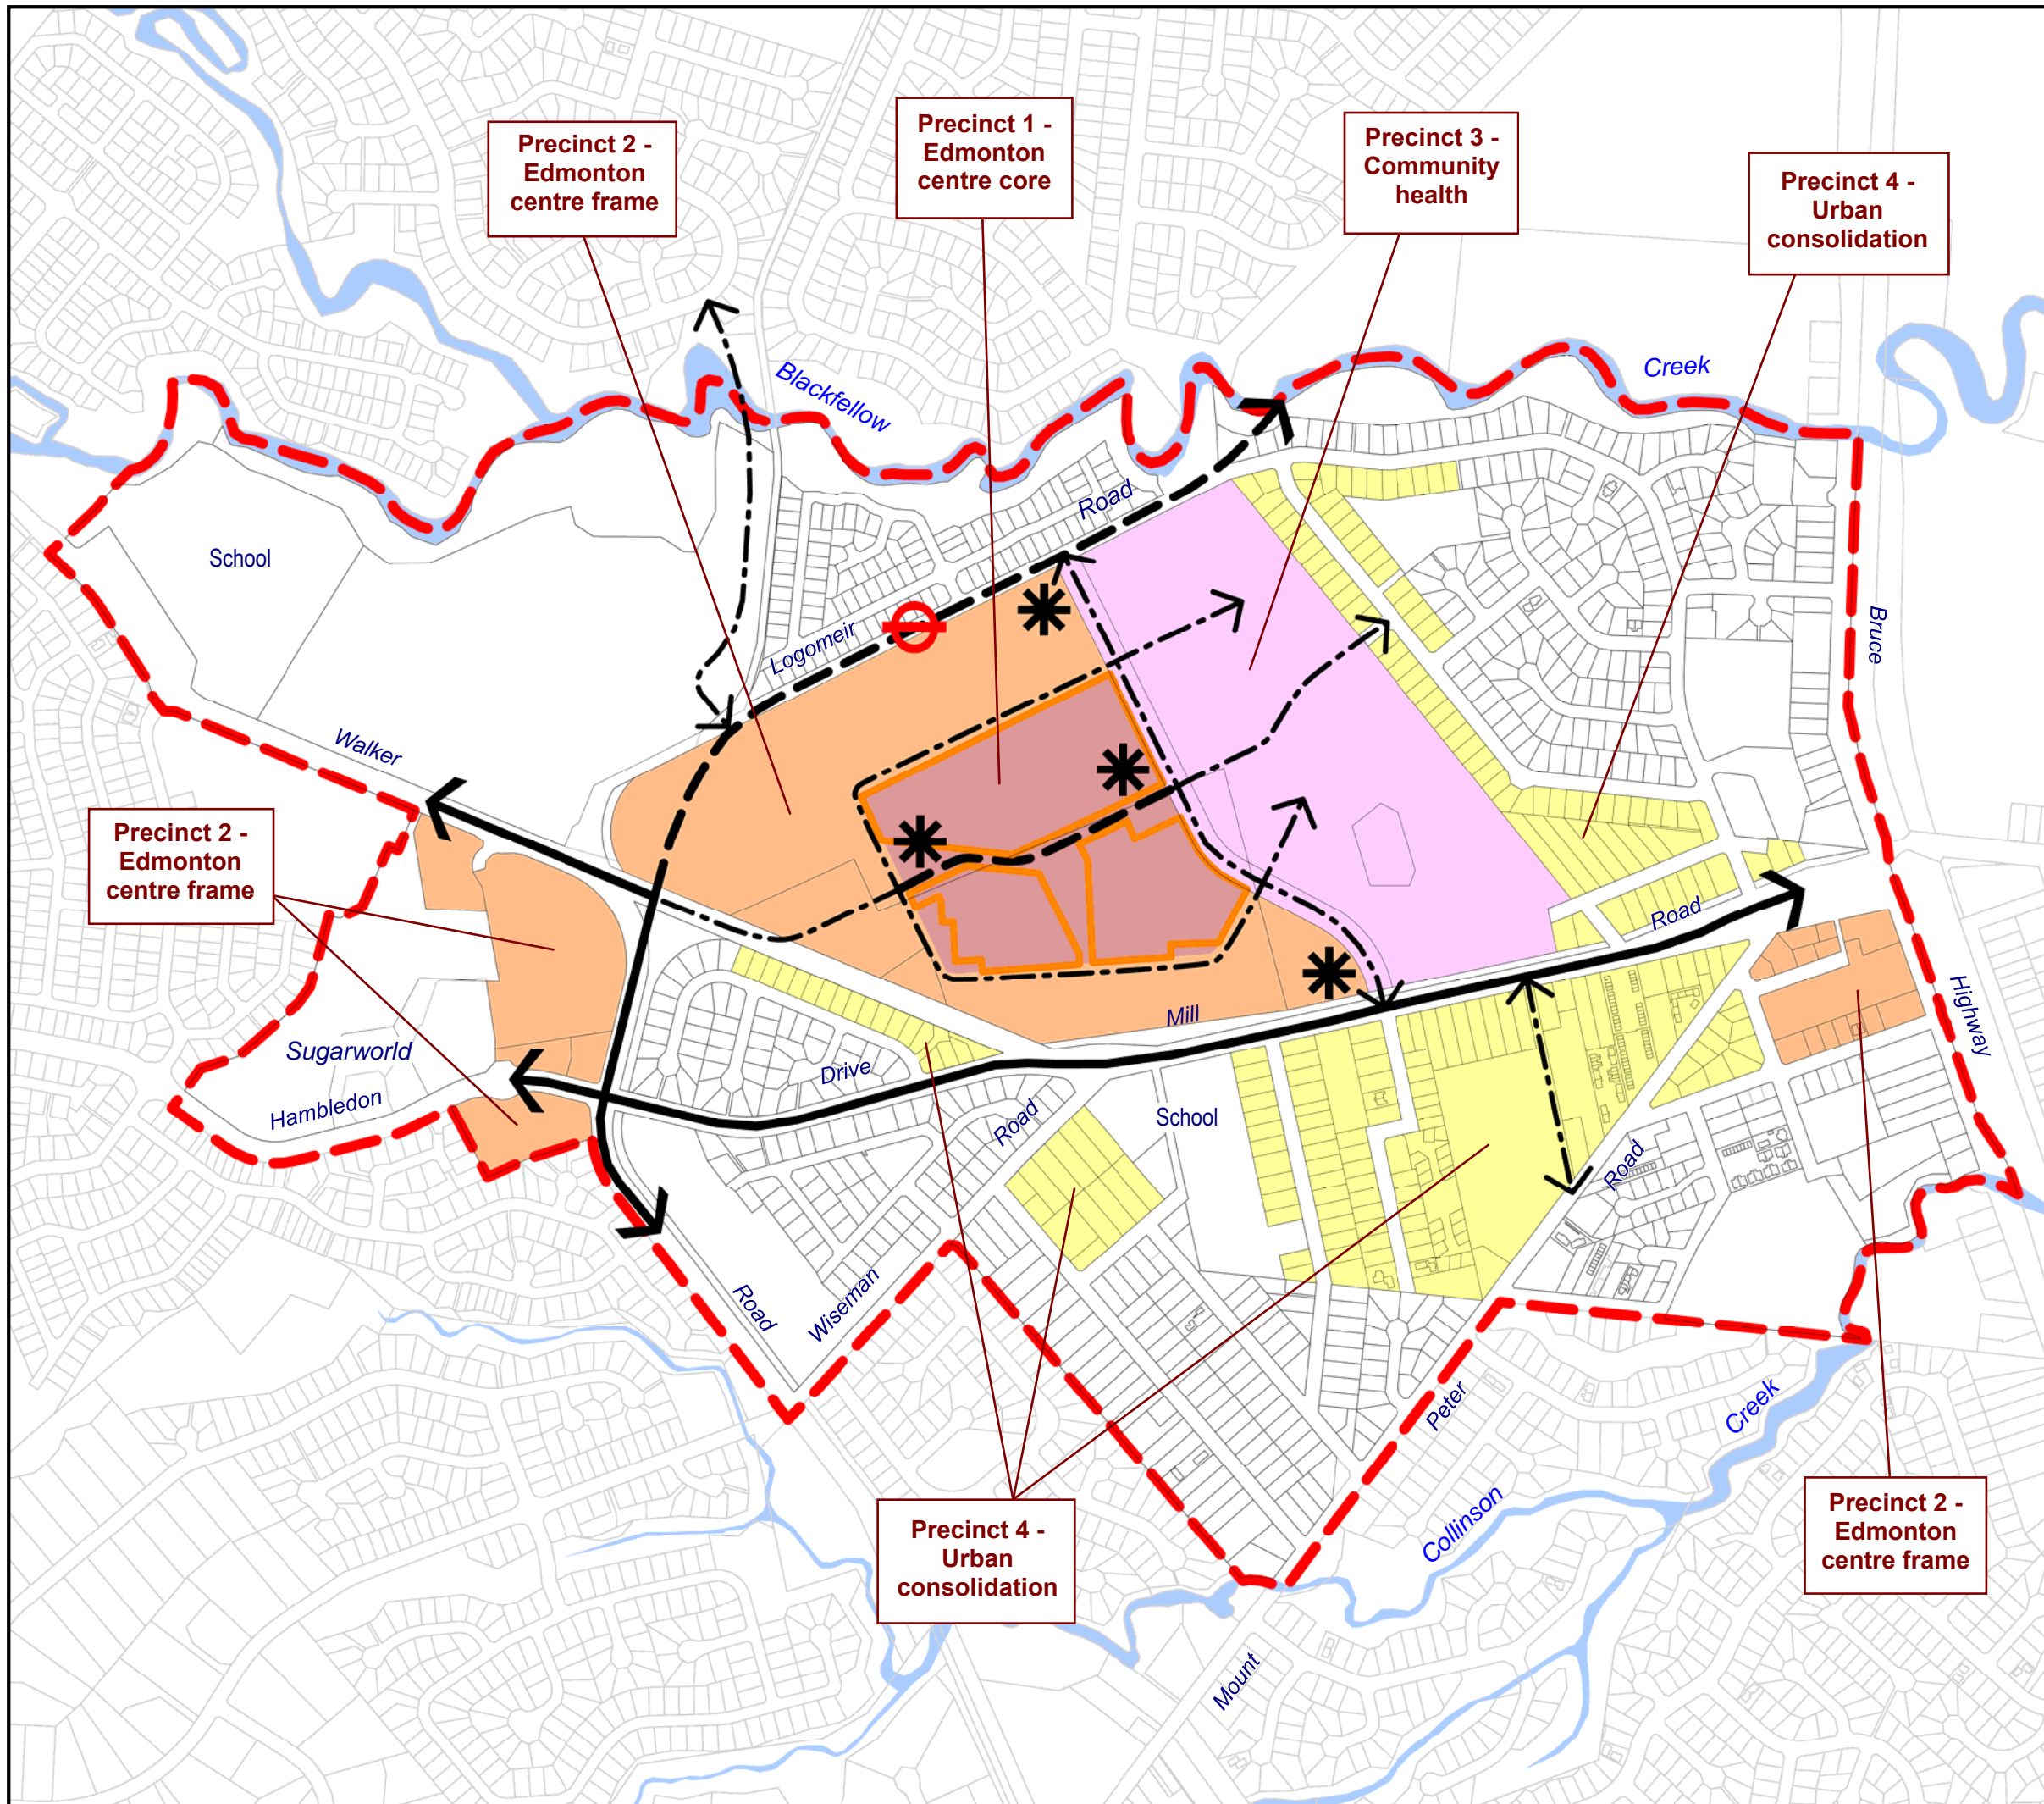 Precinct 1 -
Edmonton
centre core
Precinct 3 -
Community
health
Precinct 2 -
Edmonton
centre frame
Precinct 4 -
Urban
consolidation
Blackfellow
Creek
Road
School
Logomeir
Bruce
Walker
Precinct 2 -
Edmonton
centre frame
Road
Highway
Mill
Sugarworld
Drive
Hambledon
Road
School
Road
Road
Wiseman
Peter
Creek
Collinson
Precinct 4 -
Urban
consolidation
Precinct 2 -
Edmonton
centre frame
Mount